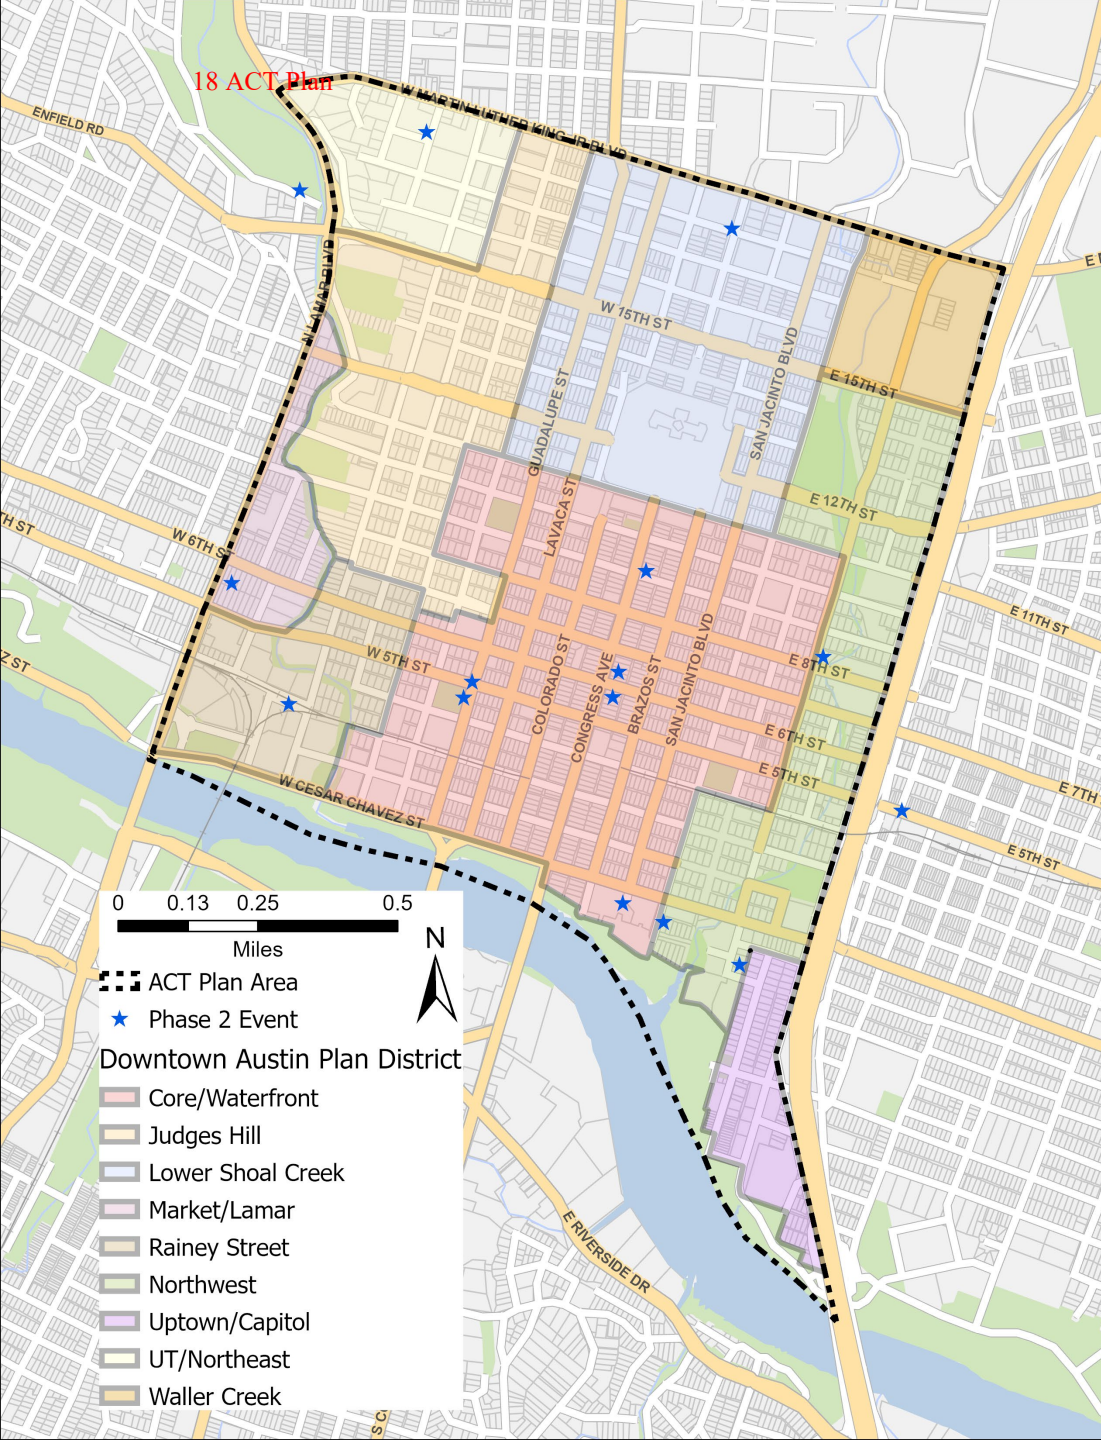 18 ACT Plan
W MARTIN LUTHER KING JR BLVD
ENFIELD RD
N LAMAR BLVD
W 15TH ST
E 15TH ST
GUADALUPE ST
SAN JACINTO BLVD
LAVACA ST
E 12TH ST
W 6TH ST
TH ST
E 11TH ST
W 5TH ST
COLORADO ST
CONGRESS AVE
BRAZOS ST
SAN JACINTO BLVD
E 8TH ST
E 6TH ST
E 5TH ST
Z ST
W CESAR CHAVEZ ST
E 7TH
E 5TH ST
0 0.13 0.25 0.5
Miles
N
ACT Plan Area
Phase 2 Event
Downtown Austin Plan District
Core/Waterfront
Judges Hill
Lower Shoal Creek
Market/Lamar
Rainey Street
Northwest
Uptown/Capitol
UT/Northeast
Waller Creek
E RIVERSIDE DR